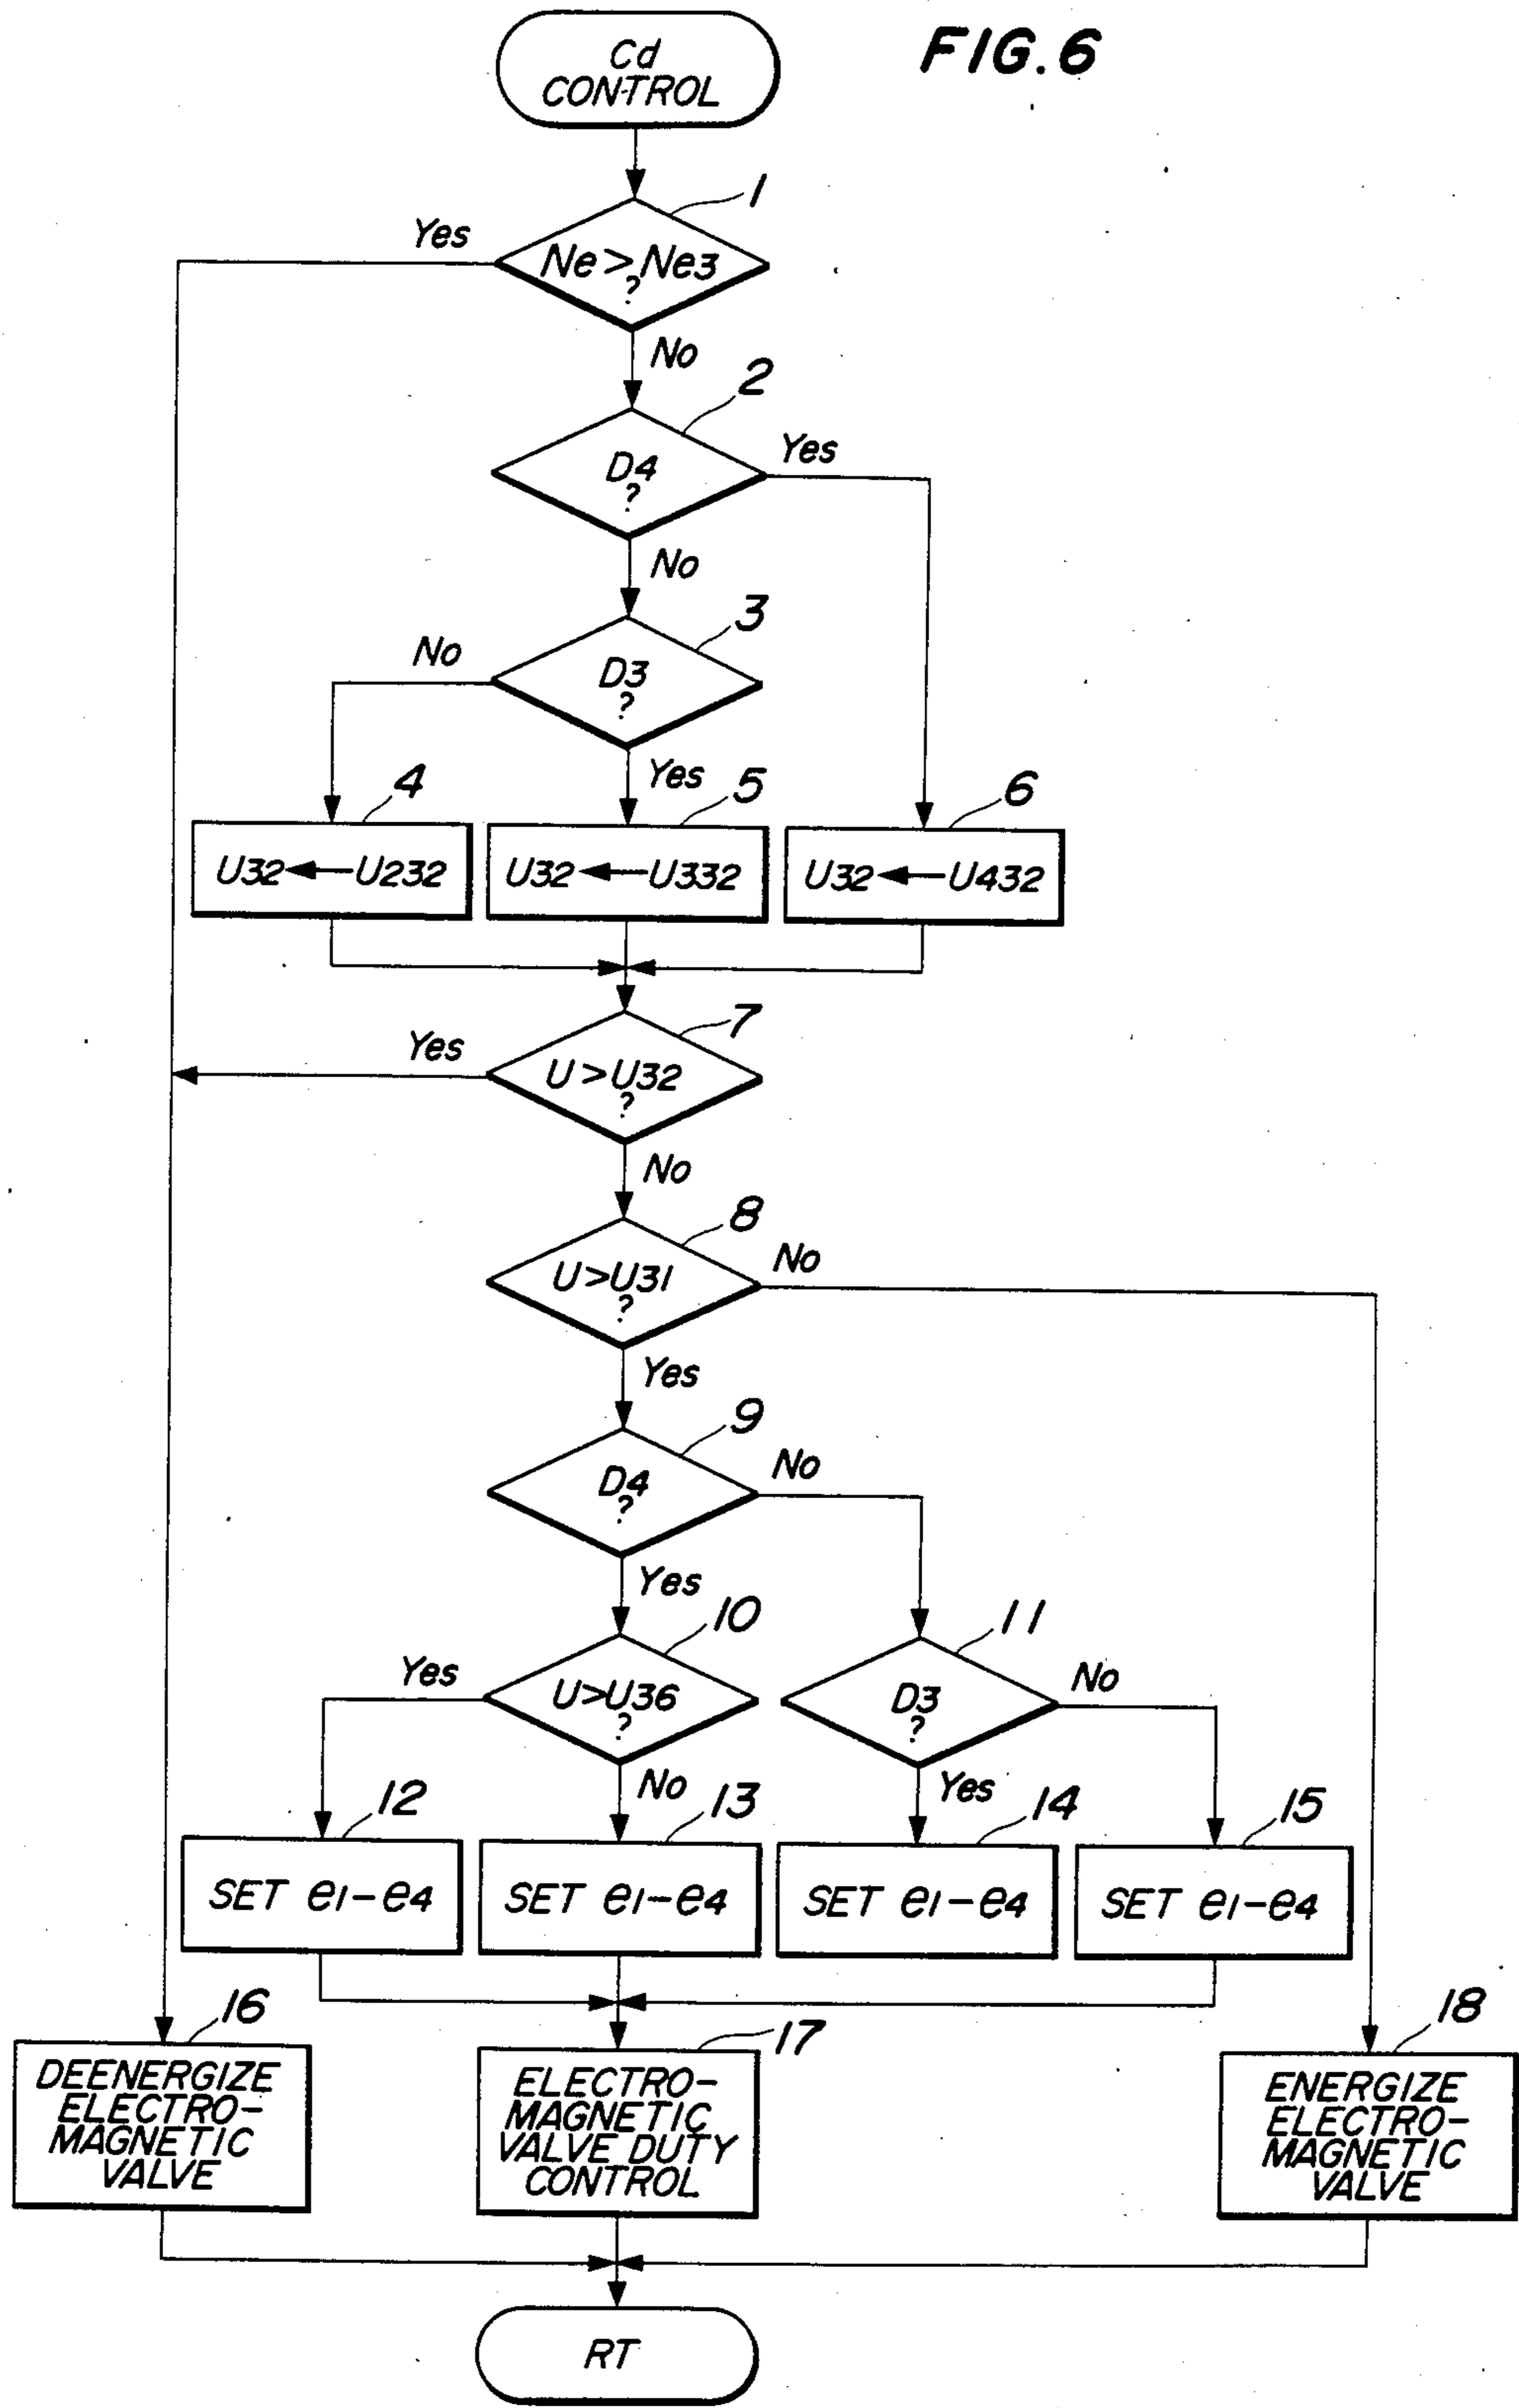 FIG. 6
Cd
CONTROL
1
Yes
Ne > Ne3
?
No
2
D4
?
Yes
No
3
No
D3
?
Yes
4
5
6
U32 ← U232
U32 ← U332
U32 ← U432
7
Yes
U > U32
?
No
8
U > U31
?
No
Yes
9
D4
?
No
Yes
10
11
Yes
U > U36
?
D3
?
No
No
Yes
12
13
14
15
SET e1-e4
SET e1-e4
SET e1-e4
SET e1-e4
16
17
18
DEENERGIZE
ELECTRO-
MAGNETIC
VALVE
ELECTRO-
MAGNETIC
VALVE DUTY
CONTROL
ENERGIZE
ELECTRO-
MAGNETIC
VALVE
RT